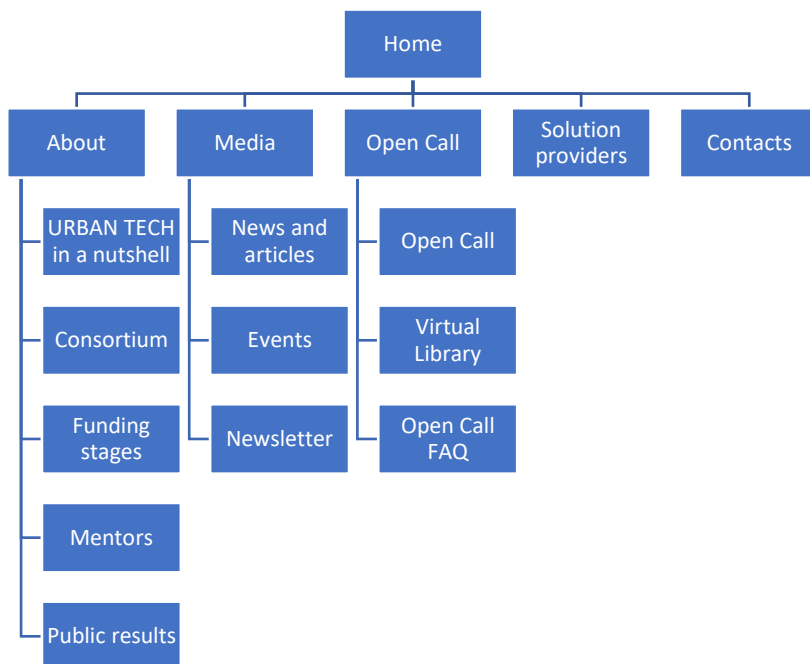 Home
About
Media
Open Call
Solution
providers
Contacts
URBAN TECH
in a nutshell
News and
articles
Open Call
Consortium
Events
Virtual
Library
Funding
stages
Newsletter
Open Call
FAQ
Mentors
Public results